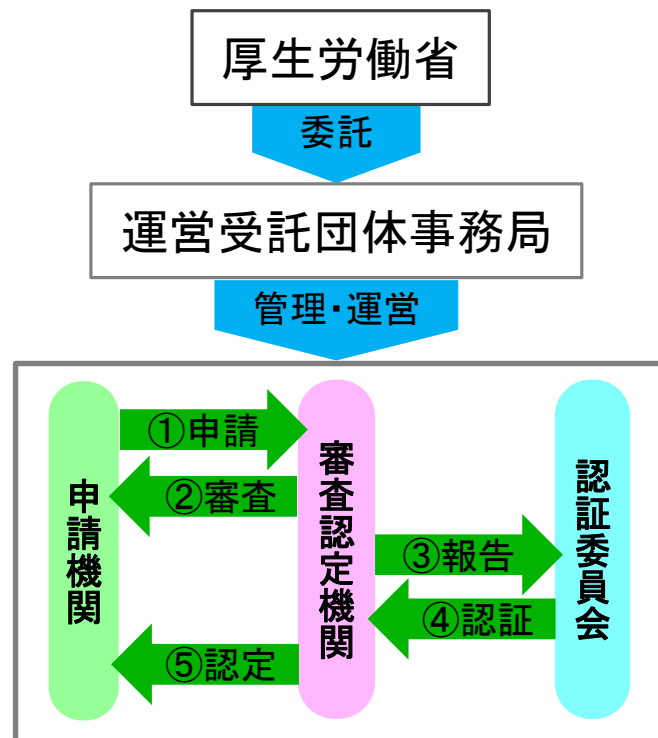 厚生労働省
委託
運営受託団体事務局
管理・運営
申請機関
①申請
②審査
審査認定機関
③報告
④認証
⑤認定
認証委員会